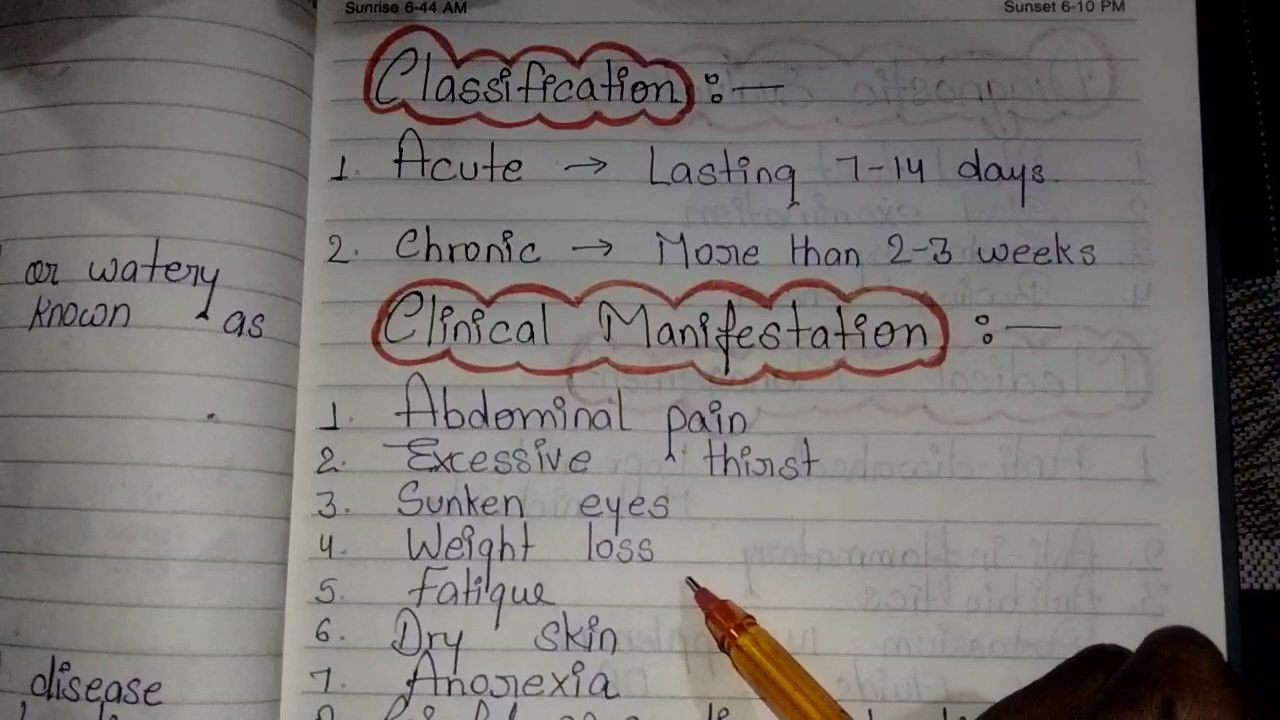 Sunrise 6-44 AM
Sunset 6-10 PM
Classification :—
1. Acute → Lasting 7-14 days.
2. Chronic → More than 2-3 weeks
or watery
known as
Clinical Manifestation :—
1. Abdominal pain
2. Excessive thirst
3. Sunken eyes
4. Weight loss
5. Fatique
6. Dry skin
7. Anorexia
disease